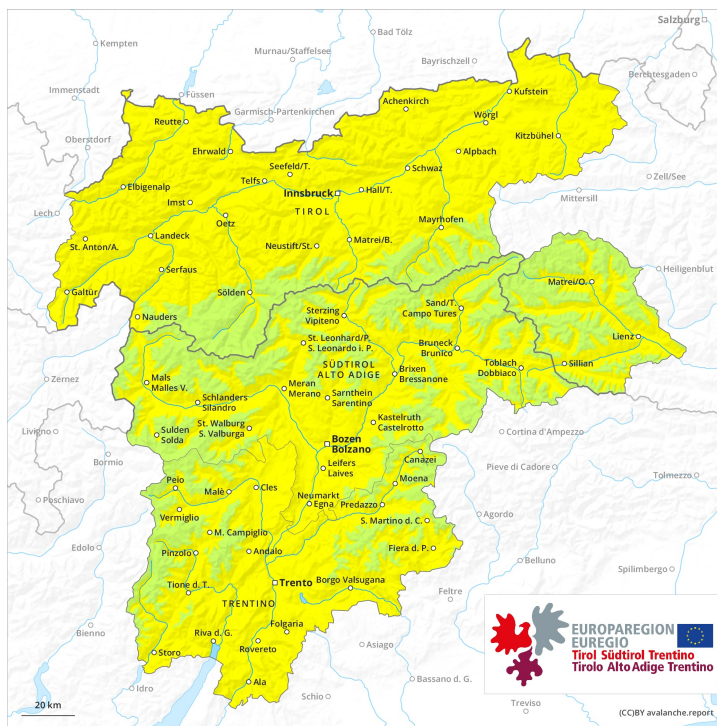 Salzburg
Kempten
Bad Tölz
Murnau/Staffelsee
Bayrischzell
Berchtesgaden
Immenstadt
Füssen
Garmisch-Partenkirchen
Achenkirch
Kufstein
Reutte
Wörgl
Oberstdorf
Ehrwald
Kitzbühel
Seefeld/T.
Alpbach
Telfs
Schwaz
Zell/See
Elbigenalp
Innsbruck
Hall/T.
Mittersill
Imst
TIROL
Lech
Oetz
Mayrhofen
St. Anton/A.
Landeck
Neustift/St.
Matrei/B.
Serfaus
Heiligenblut
Galtür
Sölden
Matrei/O.
Nauders
Sterzing
Vipiteno
Sand/T.
Campo Tures
St. Leonhard/P.
S. Leonardo i. P.
Lienz
Bruneck
Brunico
SÜDTIROL
ALTO ADIGE
Brixen
Bressanone
Toblach
Dobbiaco
Sillian
Zernez
Mals
Malles V.
Meran
Merano
Sarnthein
Sarentino
Schlanders
Silandro
St. Walburg
S. Valburga
Kastelruth
Castelrotto
Livigno
Sulden
Solda
Bozen
Bolzano
Cortina d'Ampezzo
Bormio
Canazei
Leifers
Laives
Pieve di Cadore
Tolmezzo
Peio
Malè
Cles
Moena
Poschiavo
Neumarkt
Egna
Predazzo
Vermiglio
Agordo
S. Martino d. C.
M. Campiglio
Edolo
Pinzolo
Andalo
Fiera d. P.
Belluno
Spilimbergo
Tione d. T.
Trento
Borgo Valsugana
Feltre
TRENTINO
Bienno
Riva d. G.
Folgaria
Storo
Rovereto
Asiago
Idro
Ala
Schio
Bassano d. G.
Treviso
EUROPAREGION
EUREGIO
Tirol Südtirol Trentino
Tirolo Alto Adige Trentino
20 km
(CC)BY avalanche.report